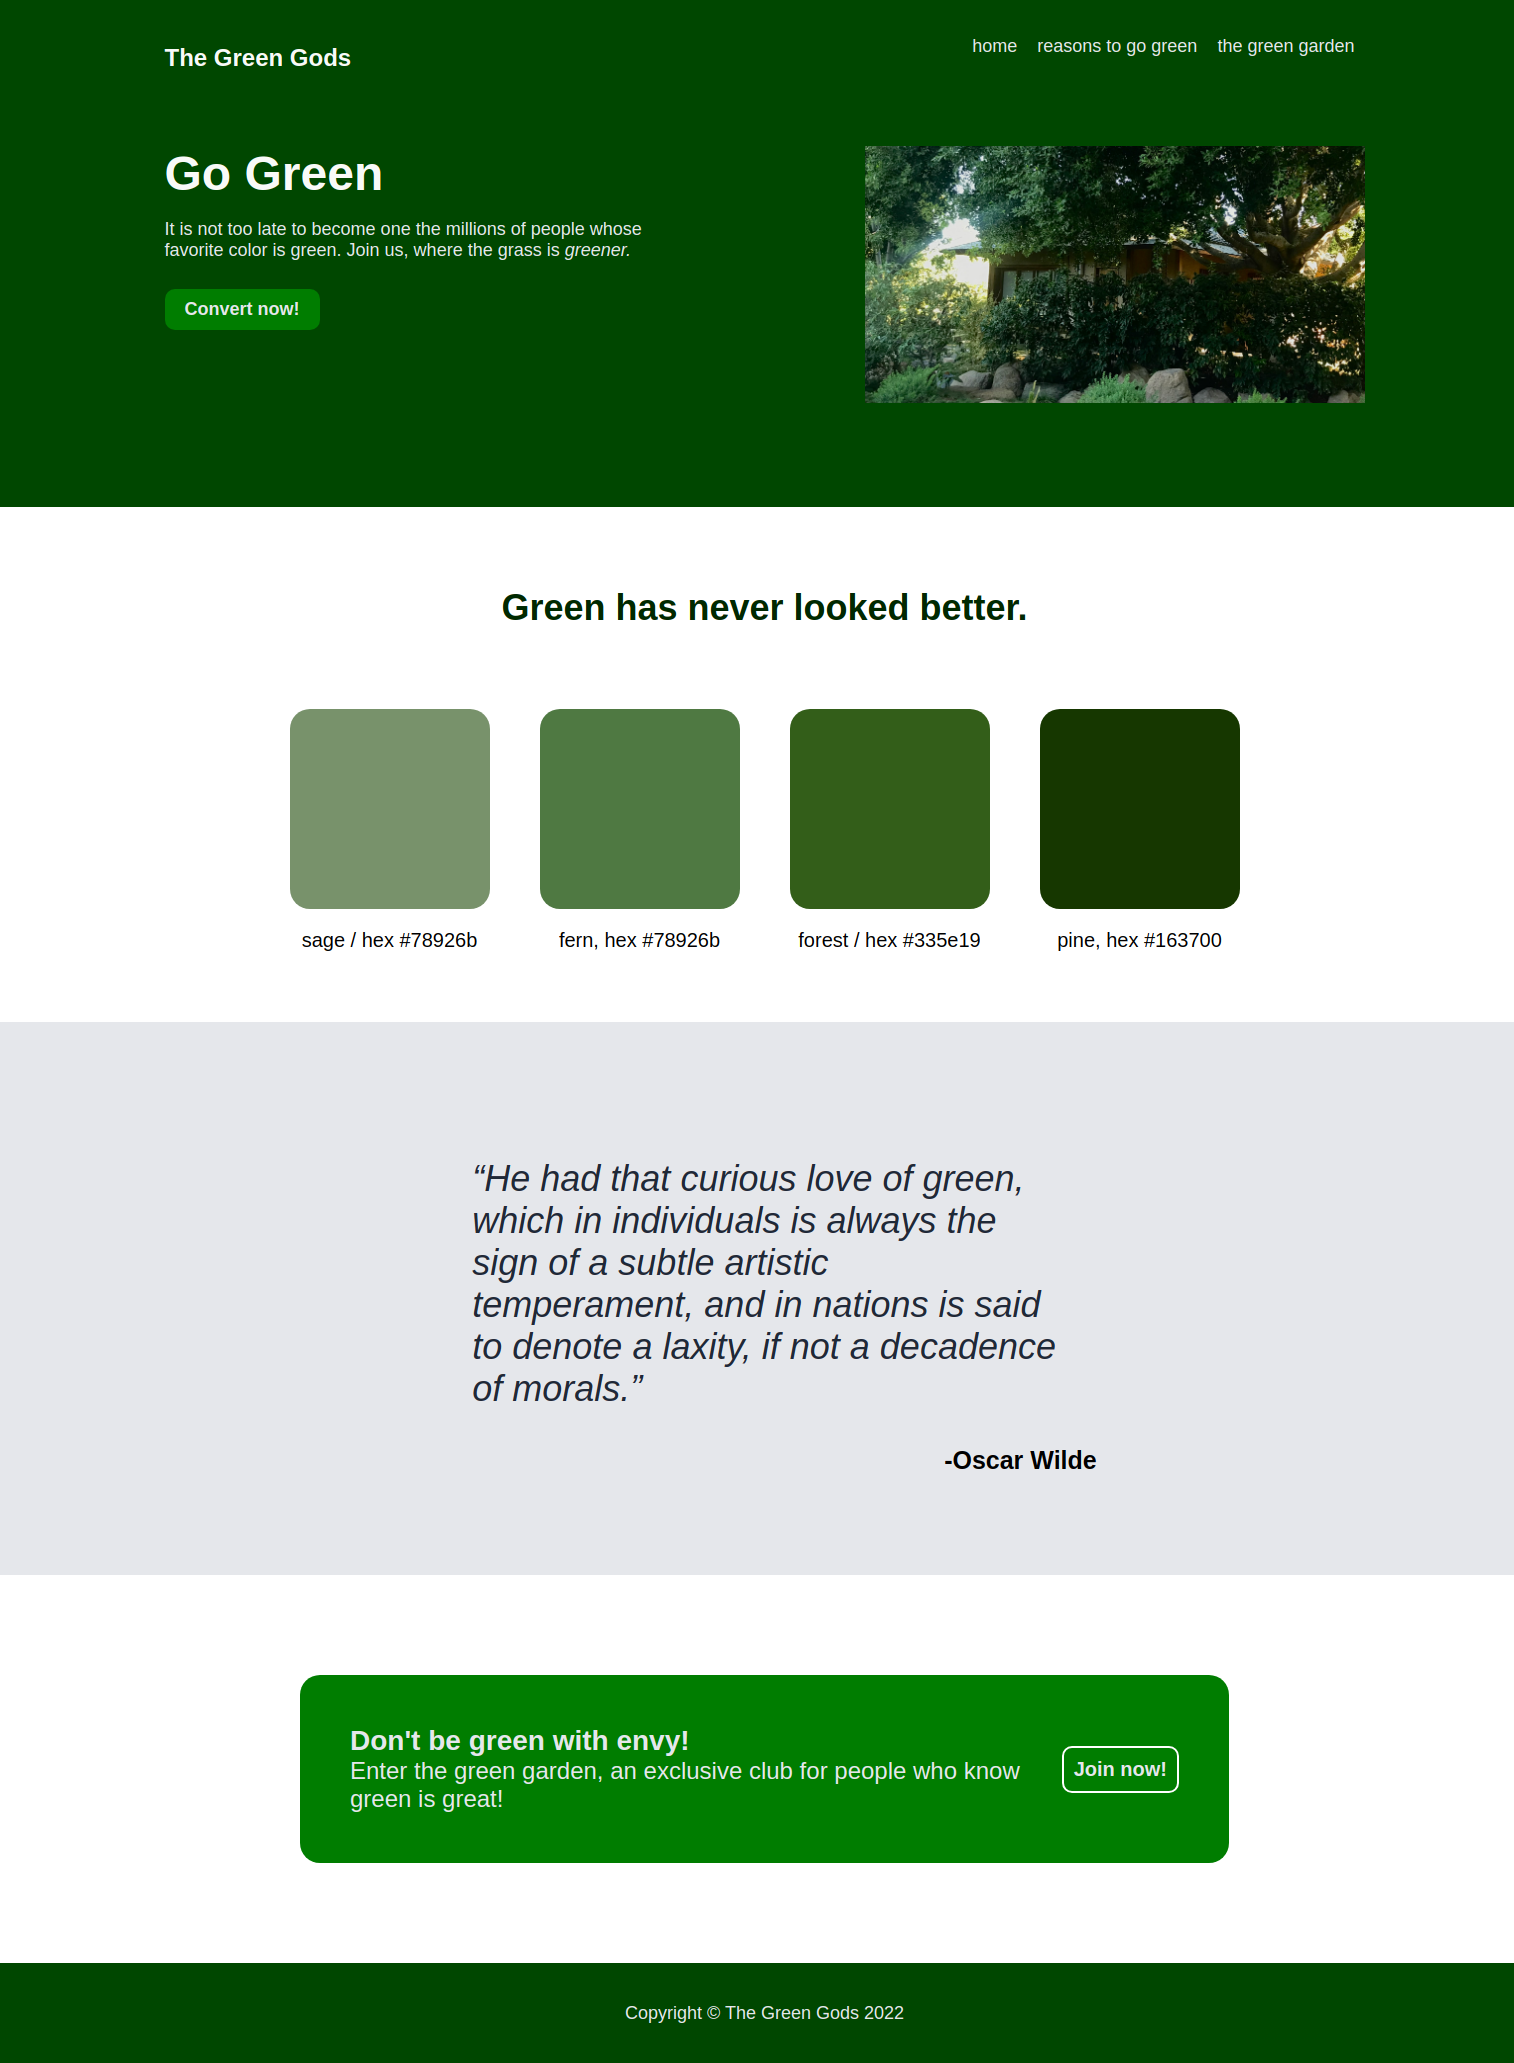 The Green Gods
home reasons to go green the green garden
Go Green
It is not too late to become one the millions of people whose
favorite color is green. Join us, where the grass is greener.
Convert now!
Green has never looked better.
sage / hex #78926b
fern, hex #78926b
forest / hex #335e19
pine, hex #163700
“He had that curious love of green,
which in individuals is always the
sign of a subtle artistic
temperament, and in nations is said
to denote a laxity, if not a decadence
of morals.”
-Oscar Wilde
Don't be green with envy!
Enter the green garden, an exclusive club for people who know
green is great!
Join now!
Copyright © The Green Gods 2022